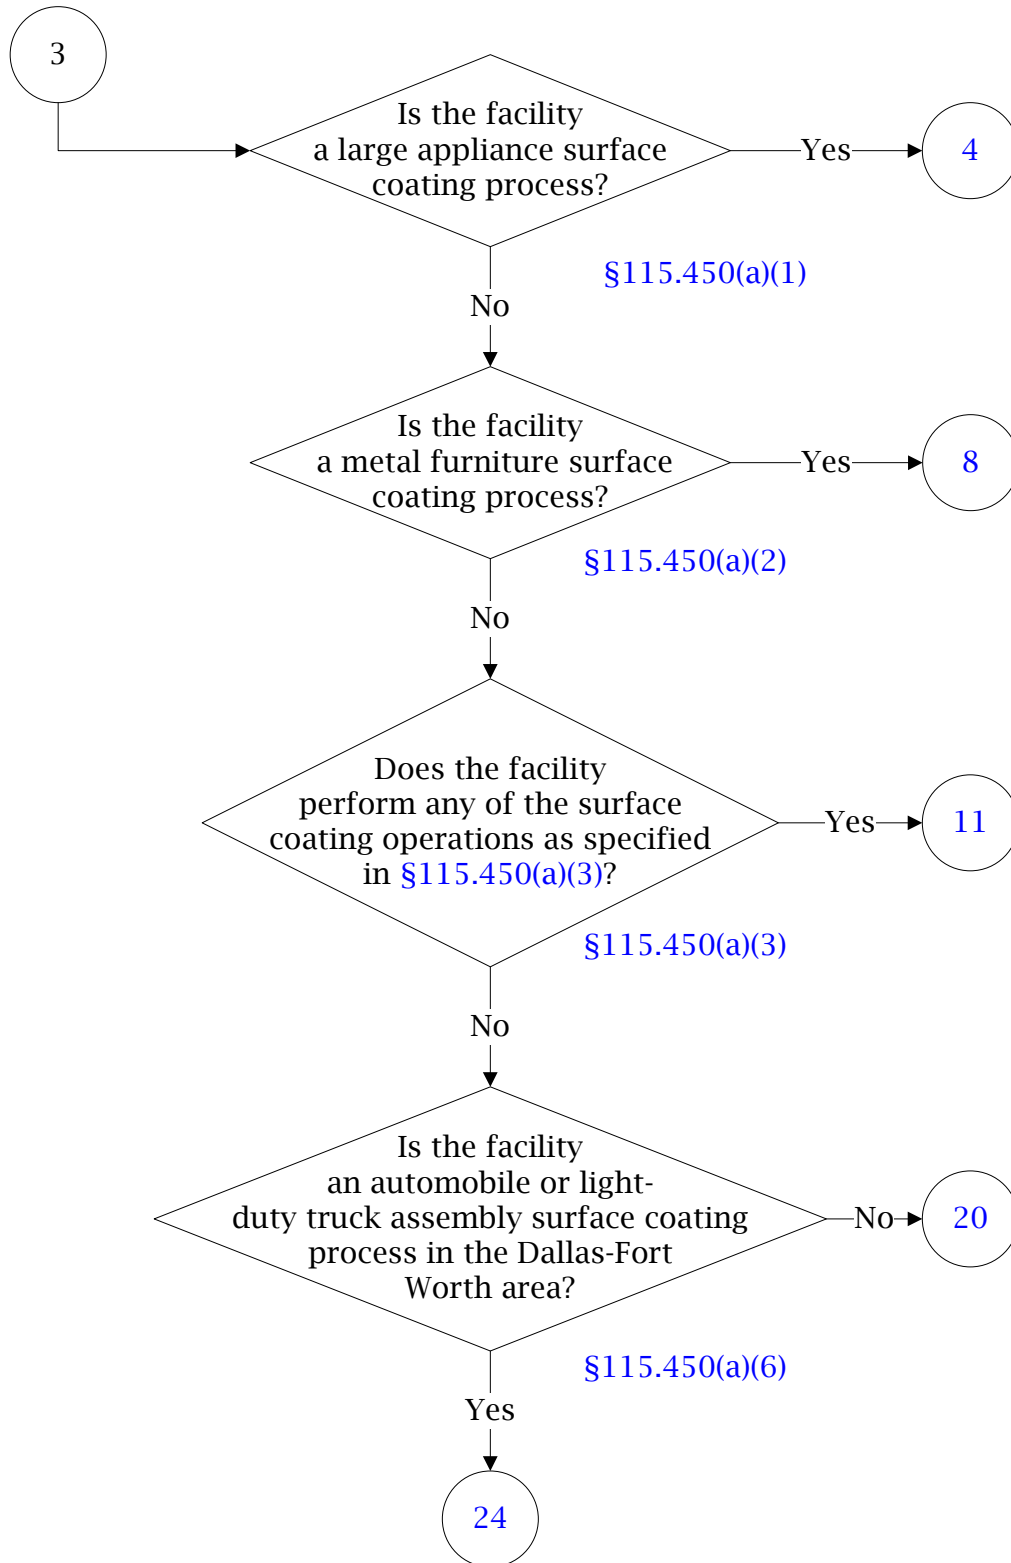 3
Is the facility
a large appliance surface
coating process?
Yes
4
§115.450(a)(1)
No
Is the facility
a metal furniture surface
coating process?
Yes
8
§115.450(a)(2)
No
Does the facility
perform any of the surface
coating operations as specified
in §115.450(a)(3)?
Yes
11
§115.450(a)(3)
No
Is the facility
an automobile or light-
duty truck assembly surface coating
process in the Dallas-Fort
Worth area?
No
20
§115.450(a)(6)
Yes
24